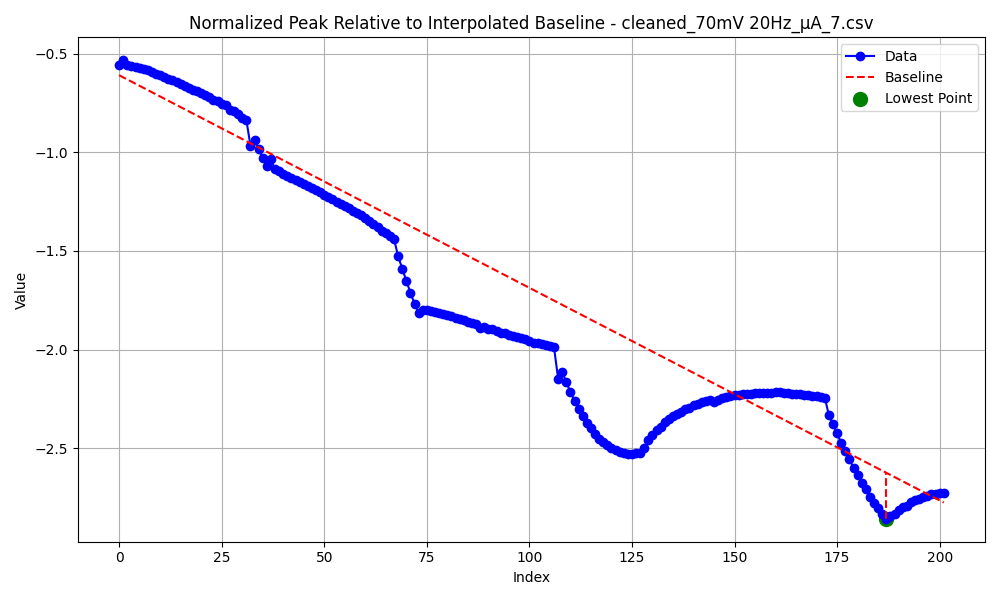 Normalized Peak Relative to Interpolated Baseline - cleaned_70mV 20Hz_μA_7.csv
Data
Baseline
Lowest Point
Value
−0.5
−1.0
−1.5
−2.0
−2.5
0 25 50 75 100 125 150 175 200
Index